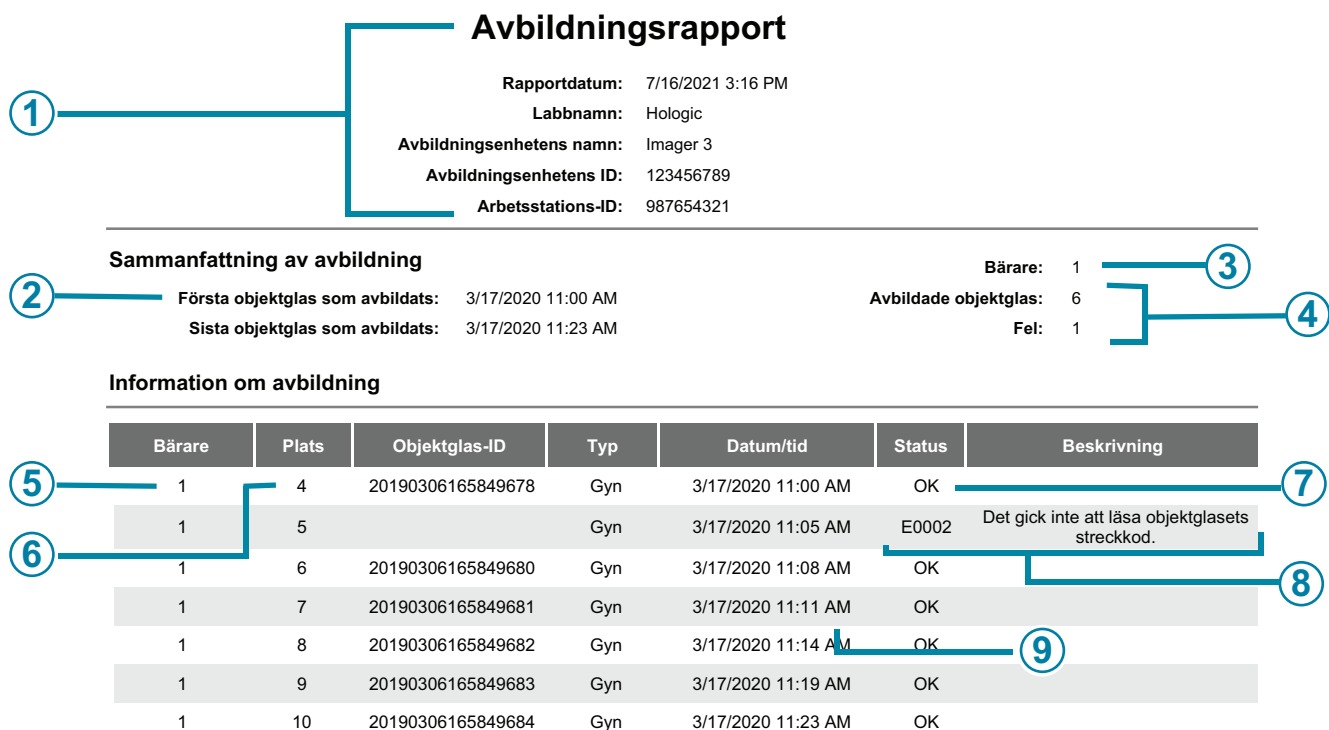 Avbildningsrapport
Rapportdatum: 7/16/2021 3:16 PM
1
Labbnamn: Hologic
Avbildningsenhetens namn: Imager 3
Avbildningsenhetens ID: 123456789
Arbetsstations-ID: 987654321
Sammanfattning av avbildning
Bärare: 1
3
2
Första objektglas som avbildats: 3/17/2020 11:00 AM
Avbildade objektglas: 6
4
Sista objektglas som avbildats: 3/17/2020 11:23 AM
Fel: 1
Information om avbildning
Bärare Plats Objektglas-ID Typ Datum/tid Status Beskrivning
5
1 4 20190306165849678 Gyn 3/17/2020 11:00 AM OK
7
1 5 Gyn 3/17/2020 11:05 AM E0002 Det gick inte att läsa objektglasets
streckkod.
6
1 6 20190306165849680 Gyn 3/17/2020 11:08 AM OK
8
1 7 20190306165849681 Gyn 3/17/2020 11:11 AM OK
1 8 20190306165849682 Gyn 3/17/2020 11:14 AM OK
9
1 9 20190306165849683 Gyn 3/17/2020 11:19 AM OK
1 10 20190306165849684 Gyn 3/17/2020 11:23 AM OK